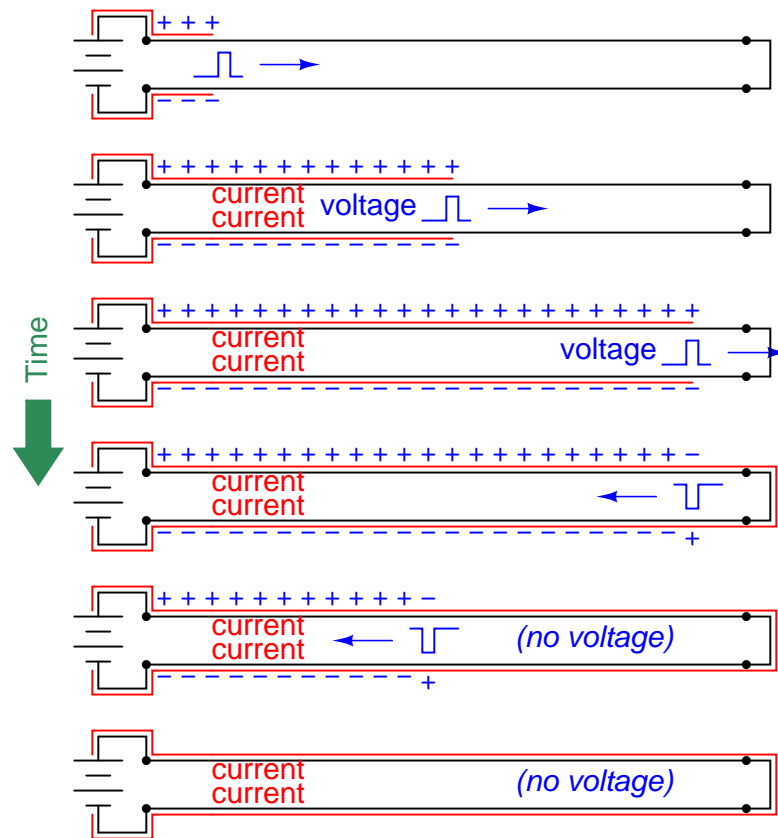 + + +
− − −
+ + + + + + + + + + + + +
current
current voltage
− − − − − − − − − − − − −
+ + + + + + + + + + + + + + + + + + + + + + +
Time
current
current voltage
− − − − − − − − − − − − − − − − − − − − − − −
+ + + + + + + + + + + + + + + + + + + + + + −
current
current
− − − − − − − − − − − − − − − − − − − − − − +
+ + + + + + + + + + + −
current
current (no voltage)
− − − − − − − − − − − +
current
current (no voltage)